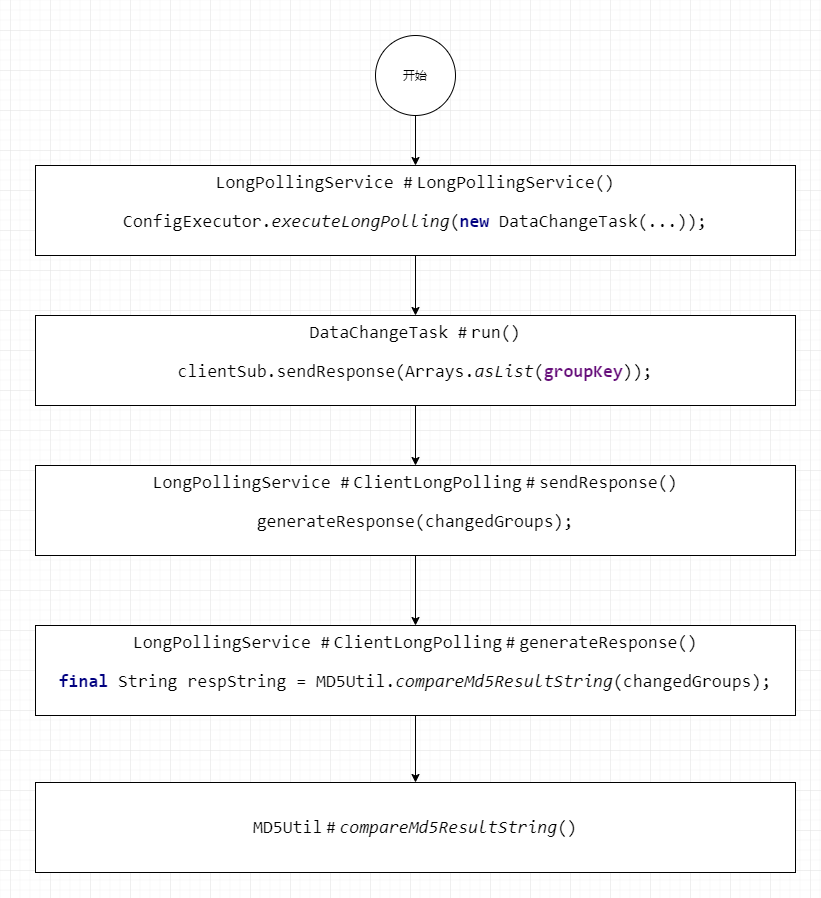 开始
LongPollingService #LongPollingService()
ConfigExecutor.executeLongPolling(new DataChangeTask(...));
DataChangeTask #run()
clientSub.sendResponse(Arrays.asList(groupKey));
LongPollingService #ClientLongPolling#sendResponse()
generateResponse(changedGroups);
LongPollingService #ClientLongPolling#generateResponse()
final String respString = MD5Util.compareMd5ResultString(changedGroups);
MD5Util#compareMd5ResultString()